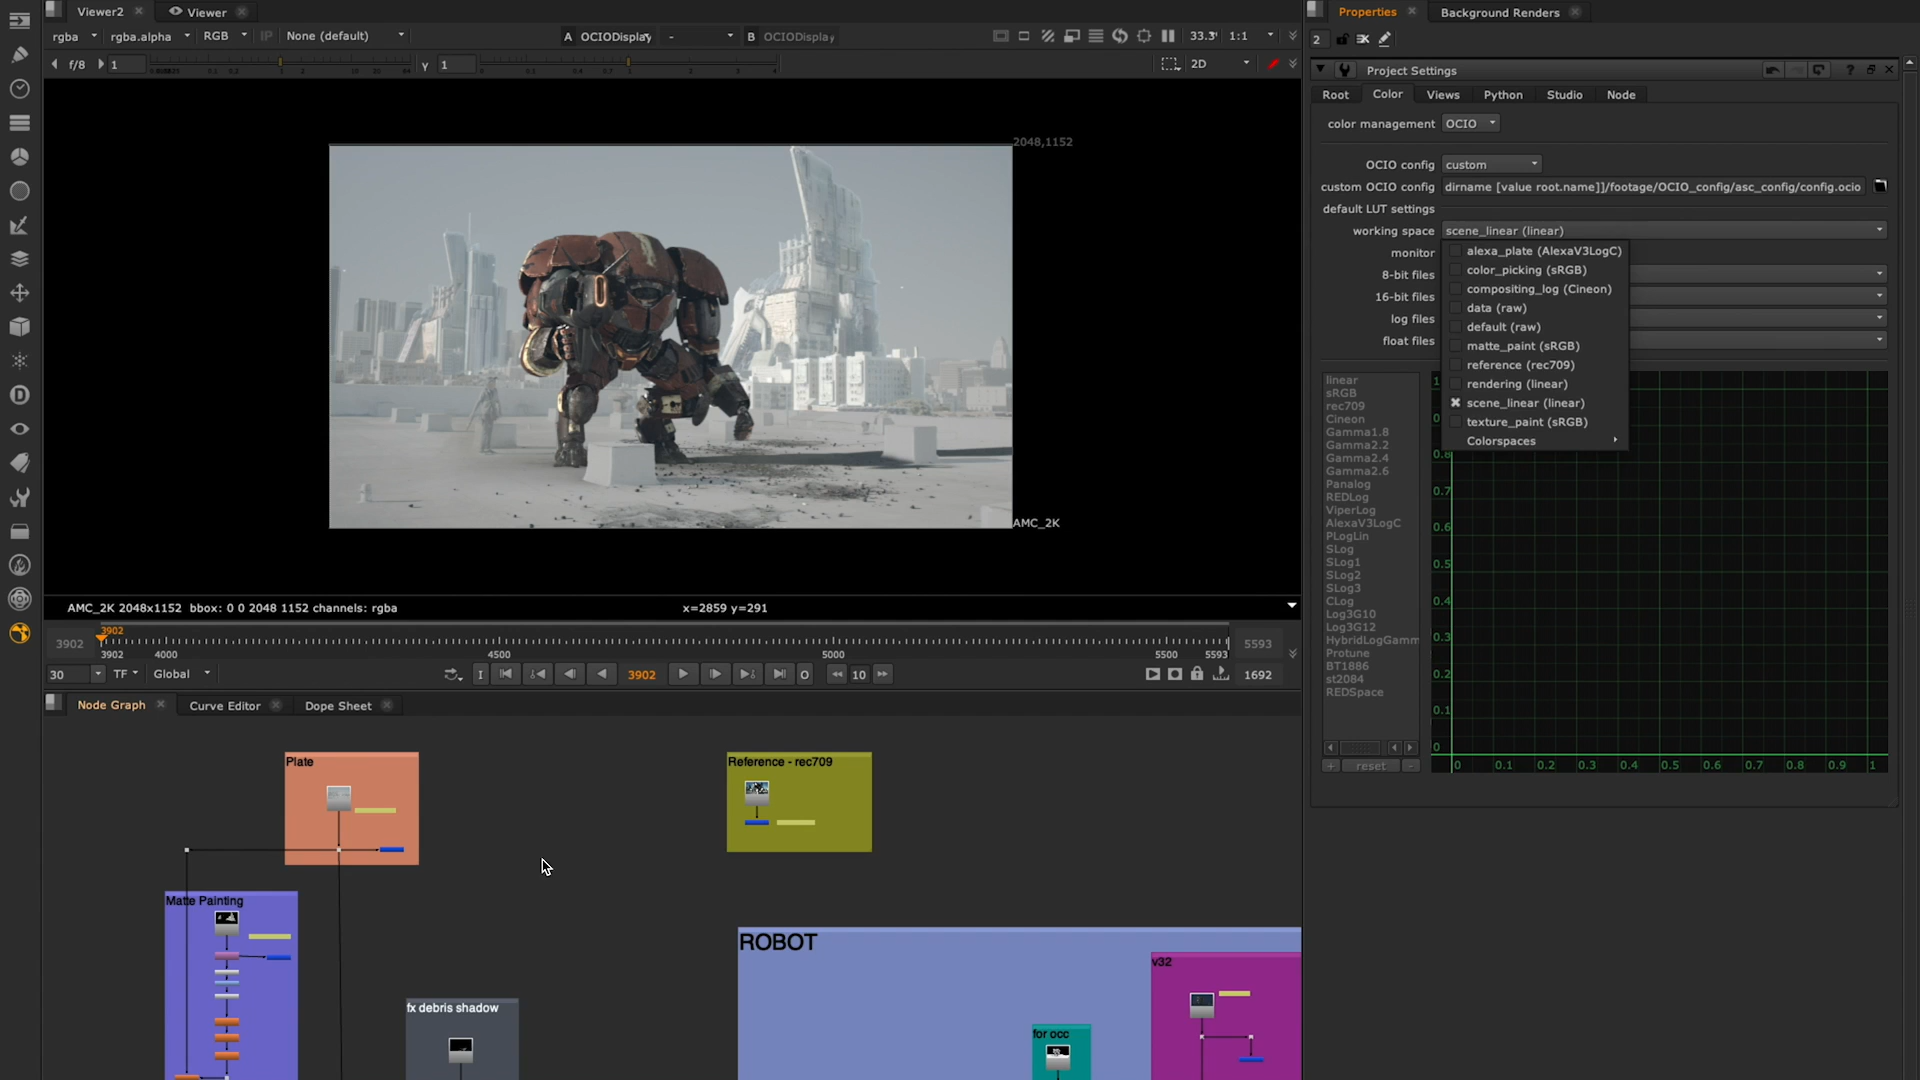 Viewer2
Viewer
rgba
rgba.alpha
RGB
IP
None (default)
A OCIODisplay
-
B OCIODisplay
33.3
1:1
f/8
1
y
1
2D
2048,1152
AMC_2K
AMC_2K 2048x1152 bbox: 0 0 2048 1152 channels: rgba
x=2859 y=291
3902
3902
3902
4000
4500
5000
5500
5593
5593
30
TF
Global
I
3902
O
10
1692
Node Graph
Curve Editor
Dope Sheet
Plate
Reference - rec709
Matte Painting
fx debris shadow
ROBOT
v32
for occ
Properties
Background Renders
2
Project Settings
?
Root
Color
Views
Python
Studio
Node
color management
OCIO
OCIO config
custom
custom OCIO config
dirname [value root.name]]/footage/OCIO_config/asc_config/config.ocio
default LUT settings
working space
scene_linear (linear)
monitor
8-bit files
16-bit files
log files
float files
alexa_plate (AlexaV3LogC)
color_picking (sRGB)
compositing_log (Cineon)
data (raw)
default (raw)
matte_paint (sRGB)
reference (rec709)
rendering (linear)
scene_linear (linear)
texture_paint (sRGB)
Colorspaces
linear
sRGB
rec709
Cineon
Gamma1.8
Gamma2.2
Gamma2.4
Gamma2.6
Panalog
REDLog
ViperLog
AlexaV3LogC
PLogLin
SLog
SLog1
SLog2
SLog3
CLog
Log3G10
Log3G12
HybridLogGamm
Protune
BT1886
st2084
REDSpace
+
reset
-
0.8
0.7
0.6
0.5
0.4
0.3
0.2
0.1
0
0
0.1
0.2
0.3
0.4
0.5
0.6
0.7
0.8
0.9
1